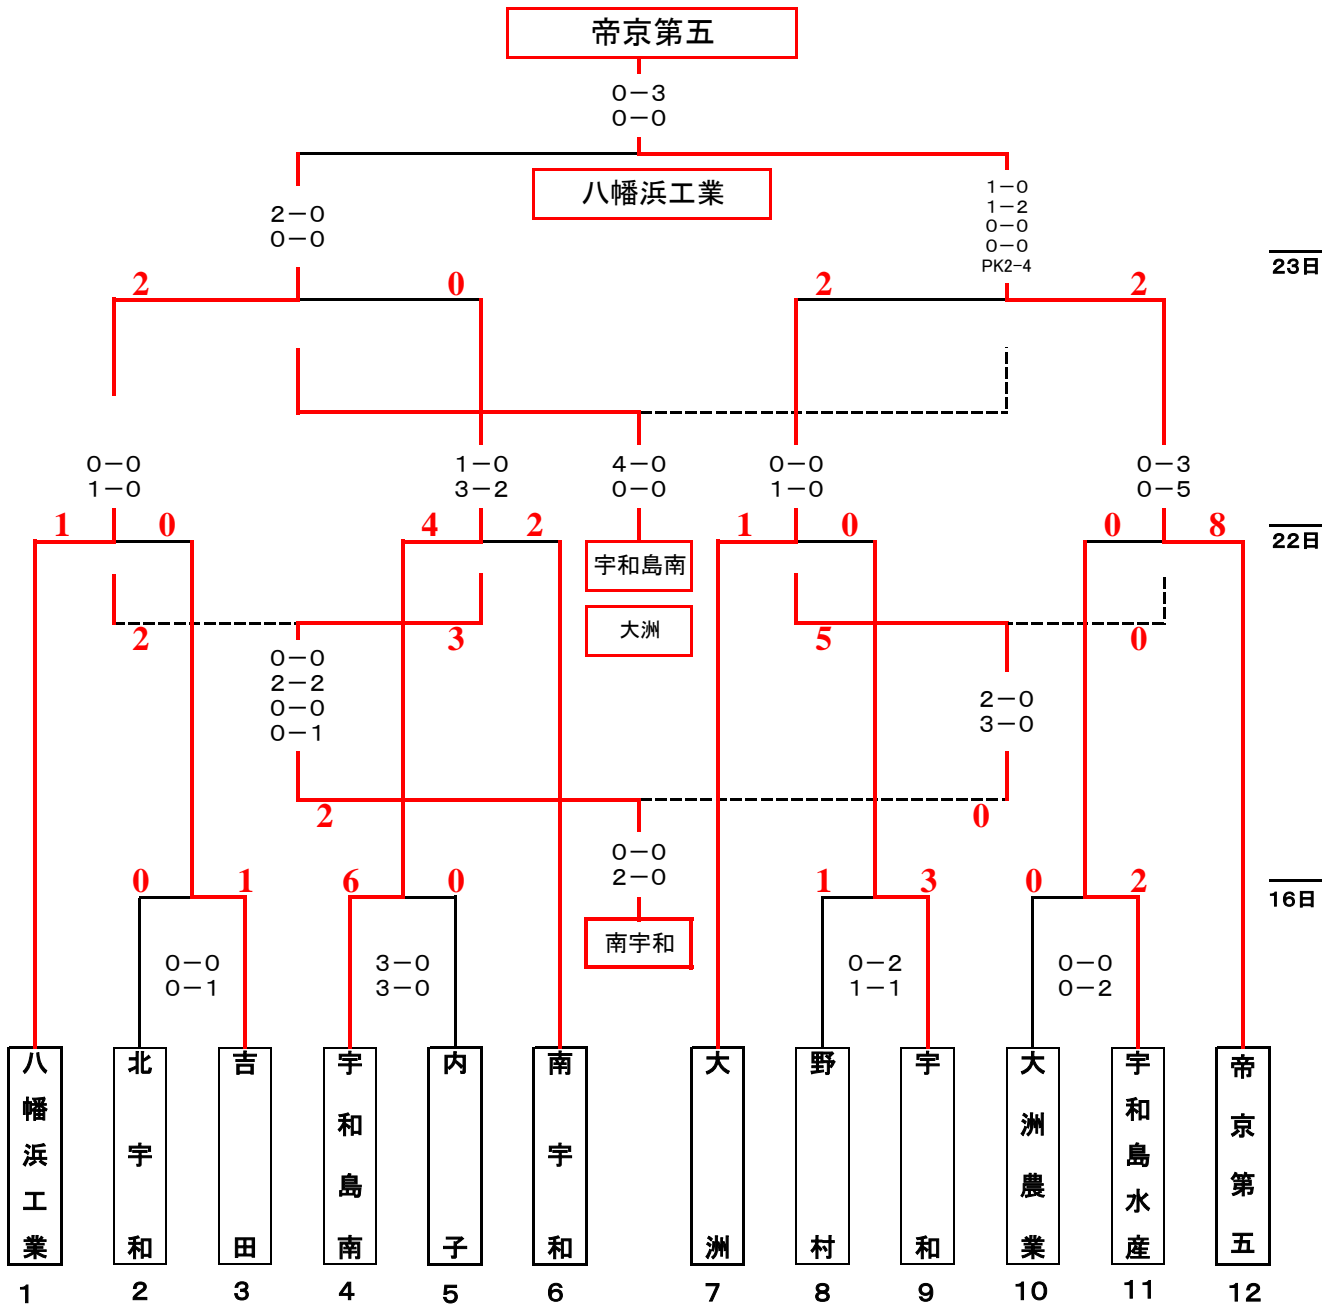 帝京第五
0－3
0－0
八幡浜工業
2－0
0－0
1－0
1－2
0－0
0－0
PK2-4
23日
2 0 2 2
0－0
1－0
1－0
3－2
4－0
0－0
0－0
1－0
0－3
0－5
1 0 4 2 1 0 0 8
22日
宇和島南
大洲
2 3 5 0
0－0
2－2
0－0
0－1
2－0
3－0
2 0
0－0
2－0
0 1 6 0 1 3 0 2
16日
南宇和
0－0
0－1
3－0
3－0
0－2
1－1
0－0
0－2
八幡浜工業
北宇和
吉田
宇和島南
内子
南宇和
大洲
野村
宇和
大洲農業
宇和島水産
帝京第五
1 2 3 4 5 6 7 8 9 10 11 12